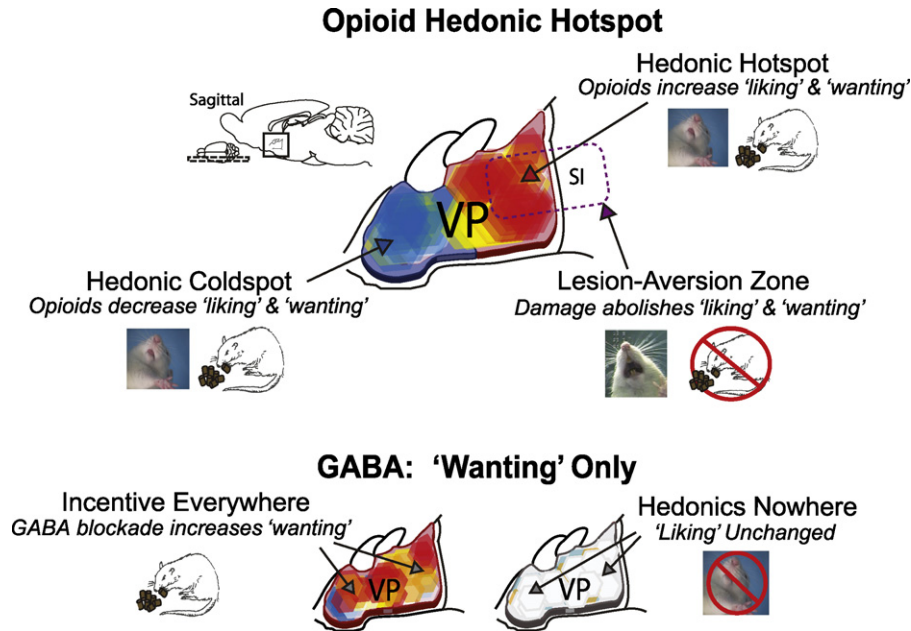 Opioid Hedonic Hotspot
Hedonic Hotspot
Opioids increase 'liking' & 'wanting'
Sagittal
SI
VP
Hedonic Coldspot
Opioids decrease 'liking' & 'wanting'
Lesion-Aversion Zone
Damage abolishes 'liking' & 'wanting'
GABA: 'Wanting' Only
Incentive Everywhere
GABA blockade increases 'wanting'
Hedonics Nowhere
'Liking' Unchanged
VP
VP